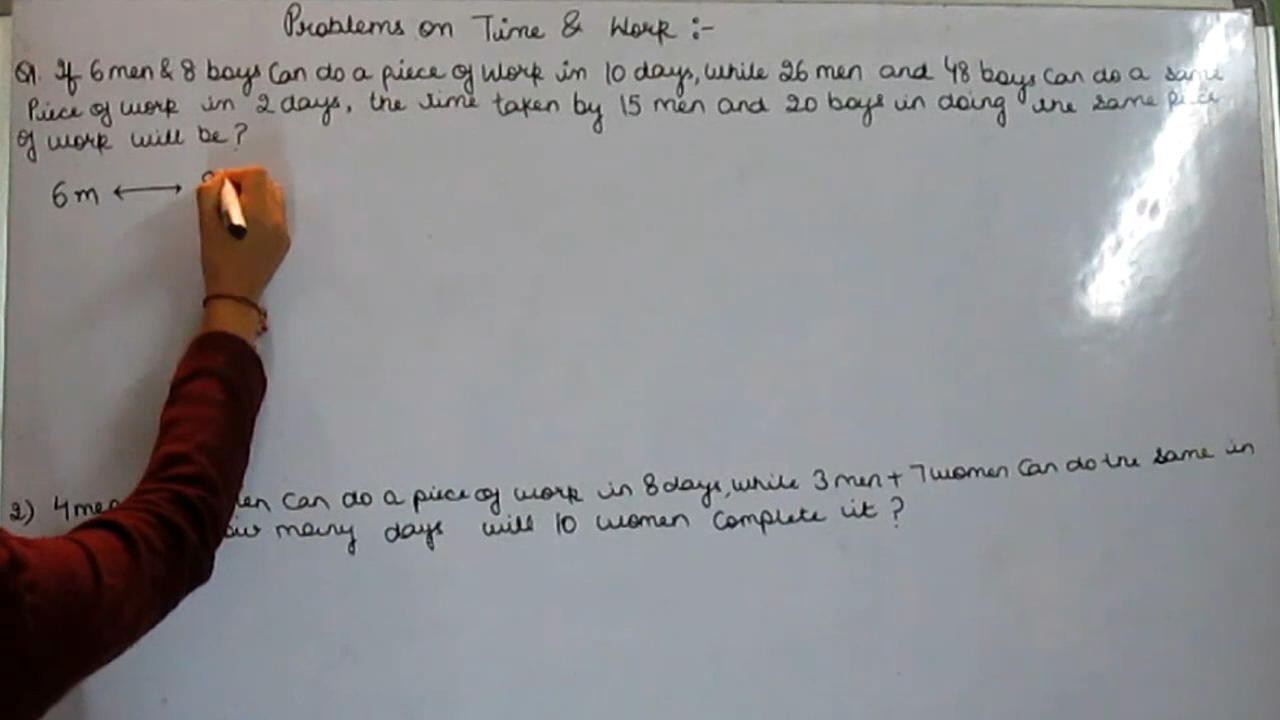 Problems on Time & Work :-
Q1. If 6 men & 8 boys Can do a piece of Work in 10 days, while 26 men and 48 boys Can do a same
Piece of work in 2 days, the time taken by 15 men and 20 boys in doing the same piece
of work will be?
6m ⟷
2) 4 can do a piece of work in 8 days, while 3 men + 7 women Can do the same in
many days will 10 women Complete it ?